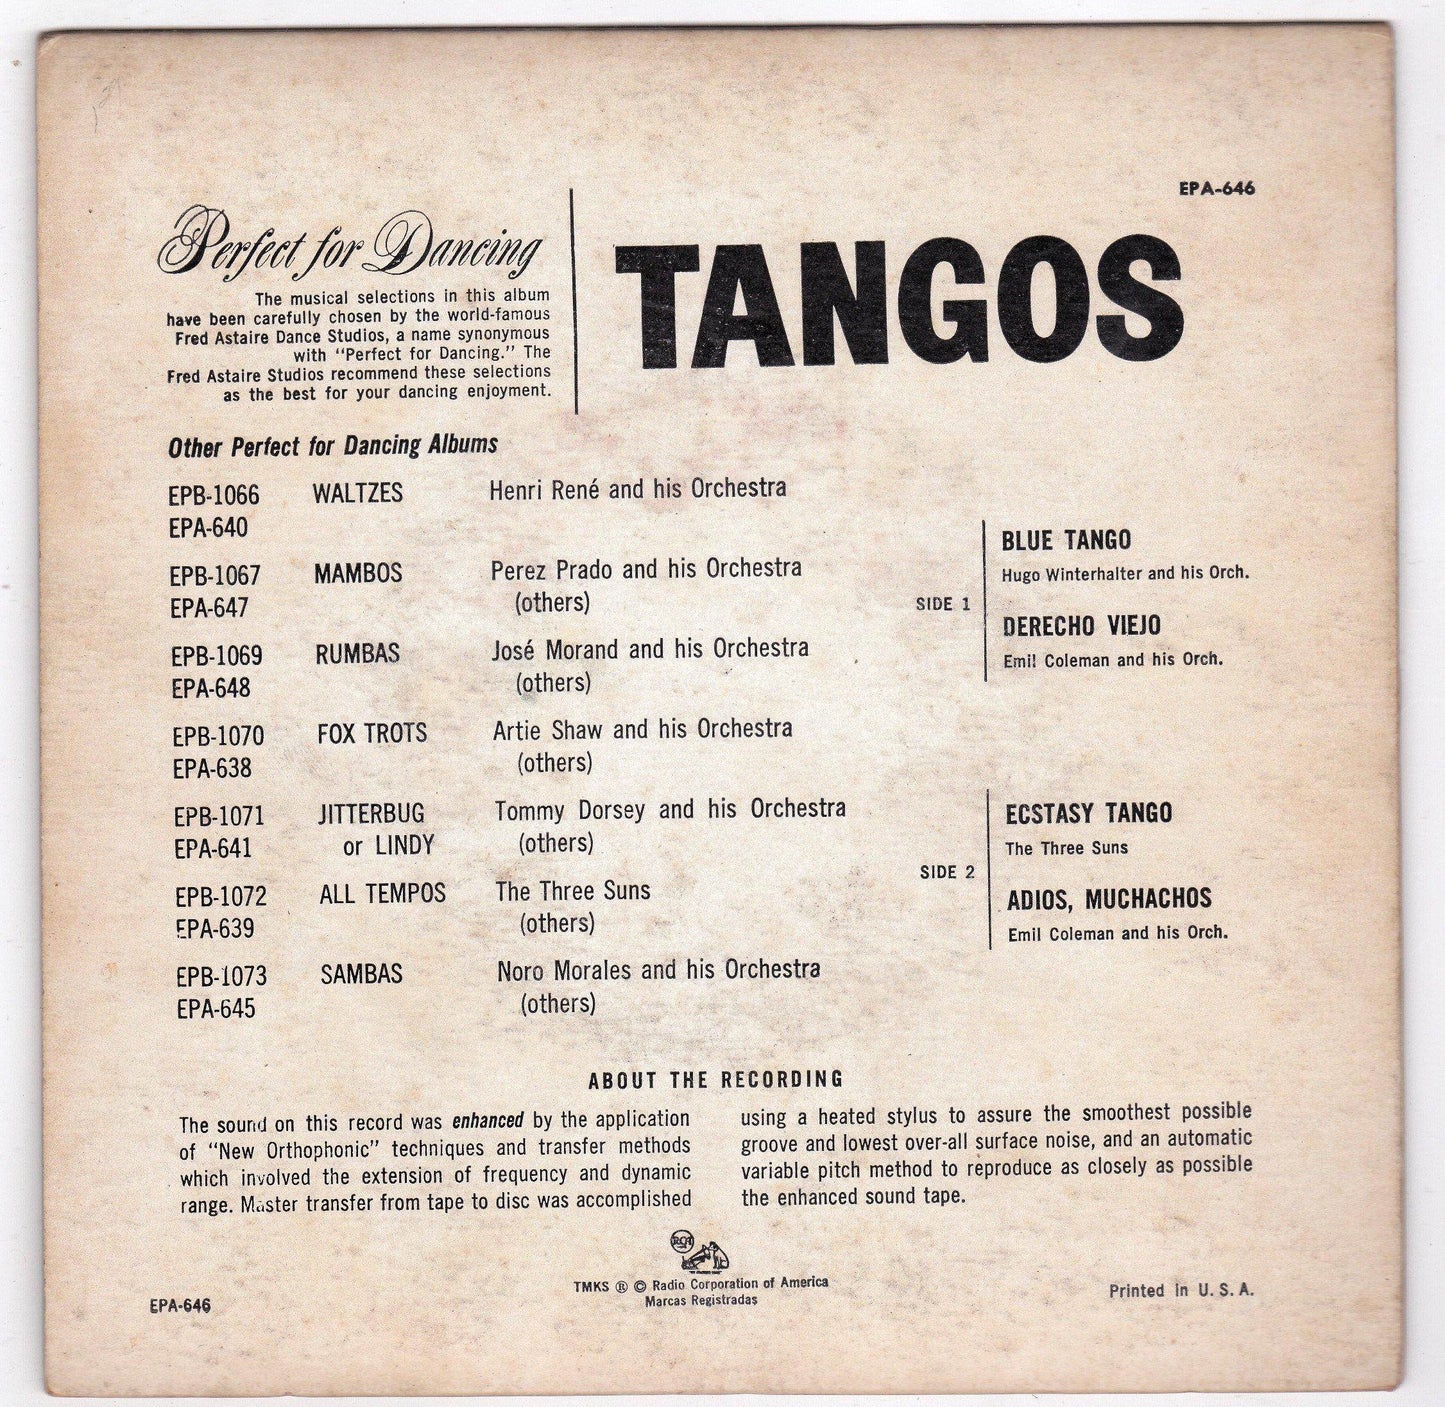 EPA-646
Perfect for Dancing
The musical selections in this album
have been carefully chosen by the world-famous
Fred Astaire Dance Studios, a name synonymous
with "Perfect for Dancing." The
Fred Astaire Studios recommend these selections
as the best for your dancing enjoyment.
TANGOS
Other Perfect for Dancing Albums
EPB-1066 WALTZES Henri René and his Orchestra
EPA-640
EPB-1067 MAMBOS Perez Prado and his Orchestra
EPA-647 (others)
EPB-1069 RUMBAS José Morand and his Orchestra
EPA-648 (others)
EPB-1070 FOX TROTS Artie Shaw and his Orchestra
EPA-638 (others)
EPB-1071 JITTERBUG Tommy Dorsey and his Orchestra
EPA-641 or LINDY (others)
EPB-1072 ALL TEMPOS The Three Suns
EPA-639 (others)
EPB-1073 SAMBAS Noro Morales and his Orchestra
EPA-645 (others)
SIDE 1
BLUE TANGO
Hugo Winterhalter and his Orch.
DERECHO VIEJO
Emil Coleman and his Orch.
SIDE 2
ECSTASY TANGO
The Three Suns
ADIOS, MUCHACHOS
Emil Coleman and his Orch.
ABOUT THE RECORDING
The sound on this record was enhanced by the application
of "New Orthophonic" techniques and transfer methods
which involved the extension of frequency and dynamic
range. Master transfer from tape to disc was accomplished
using a heated stylus to assure the smoothest possible
groove and lowest over-all surface noise, and an automatic
variable pitch method to reproduce as closely as possible
the enhanced sound tape.
RCA
TMKS ® © Radio Corporation of America
Marcas Registradas
EPA-646
Printed in U. S. A.